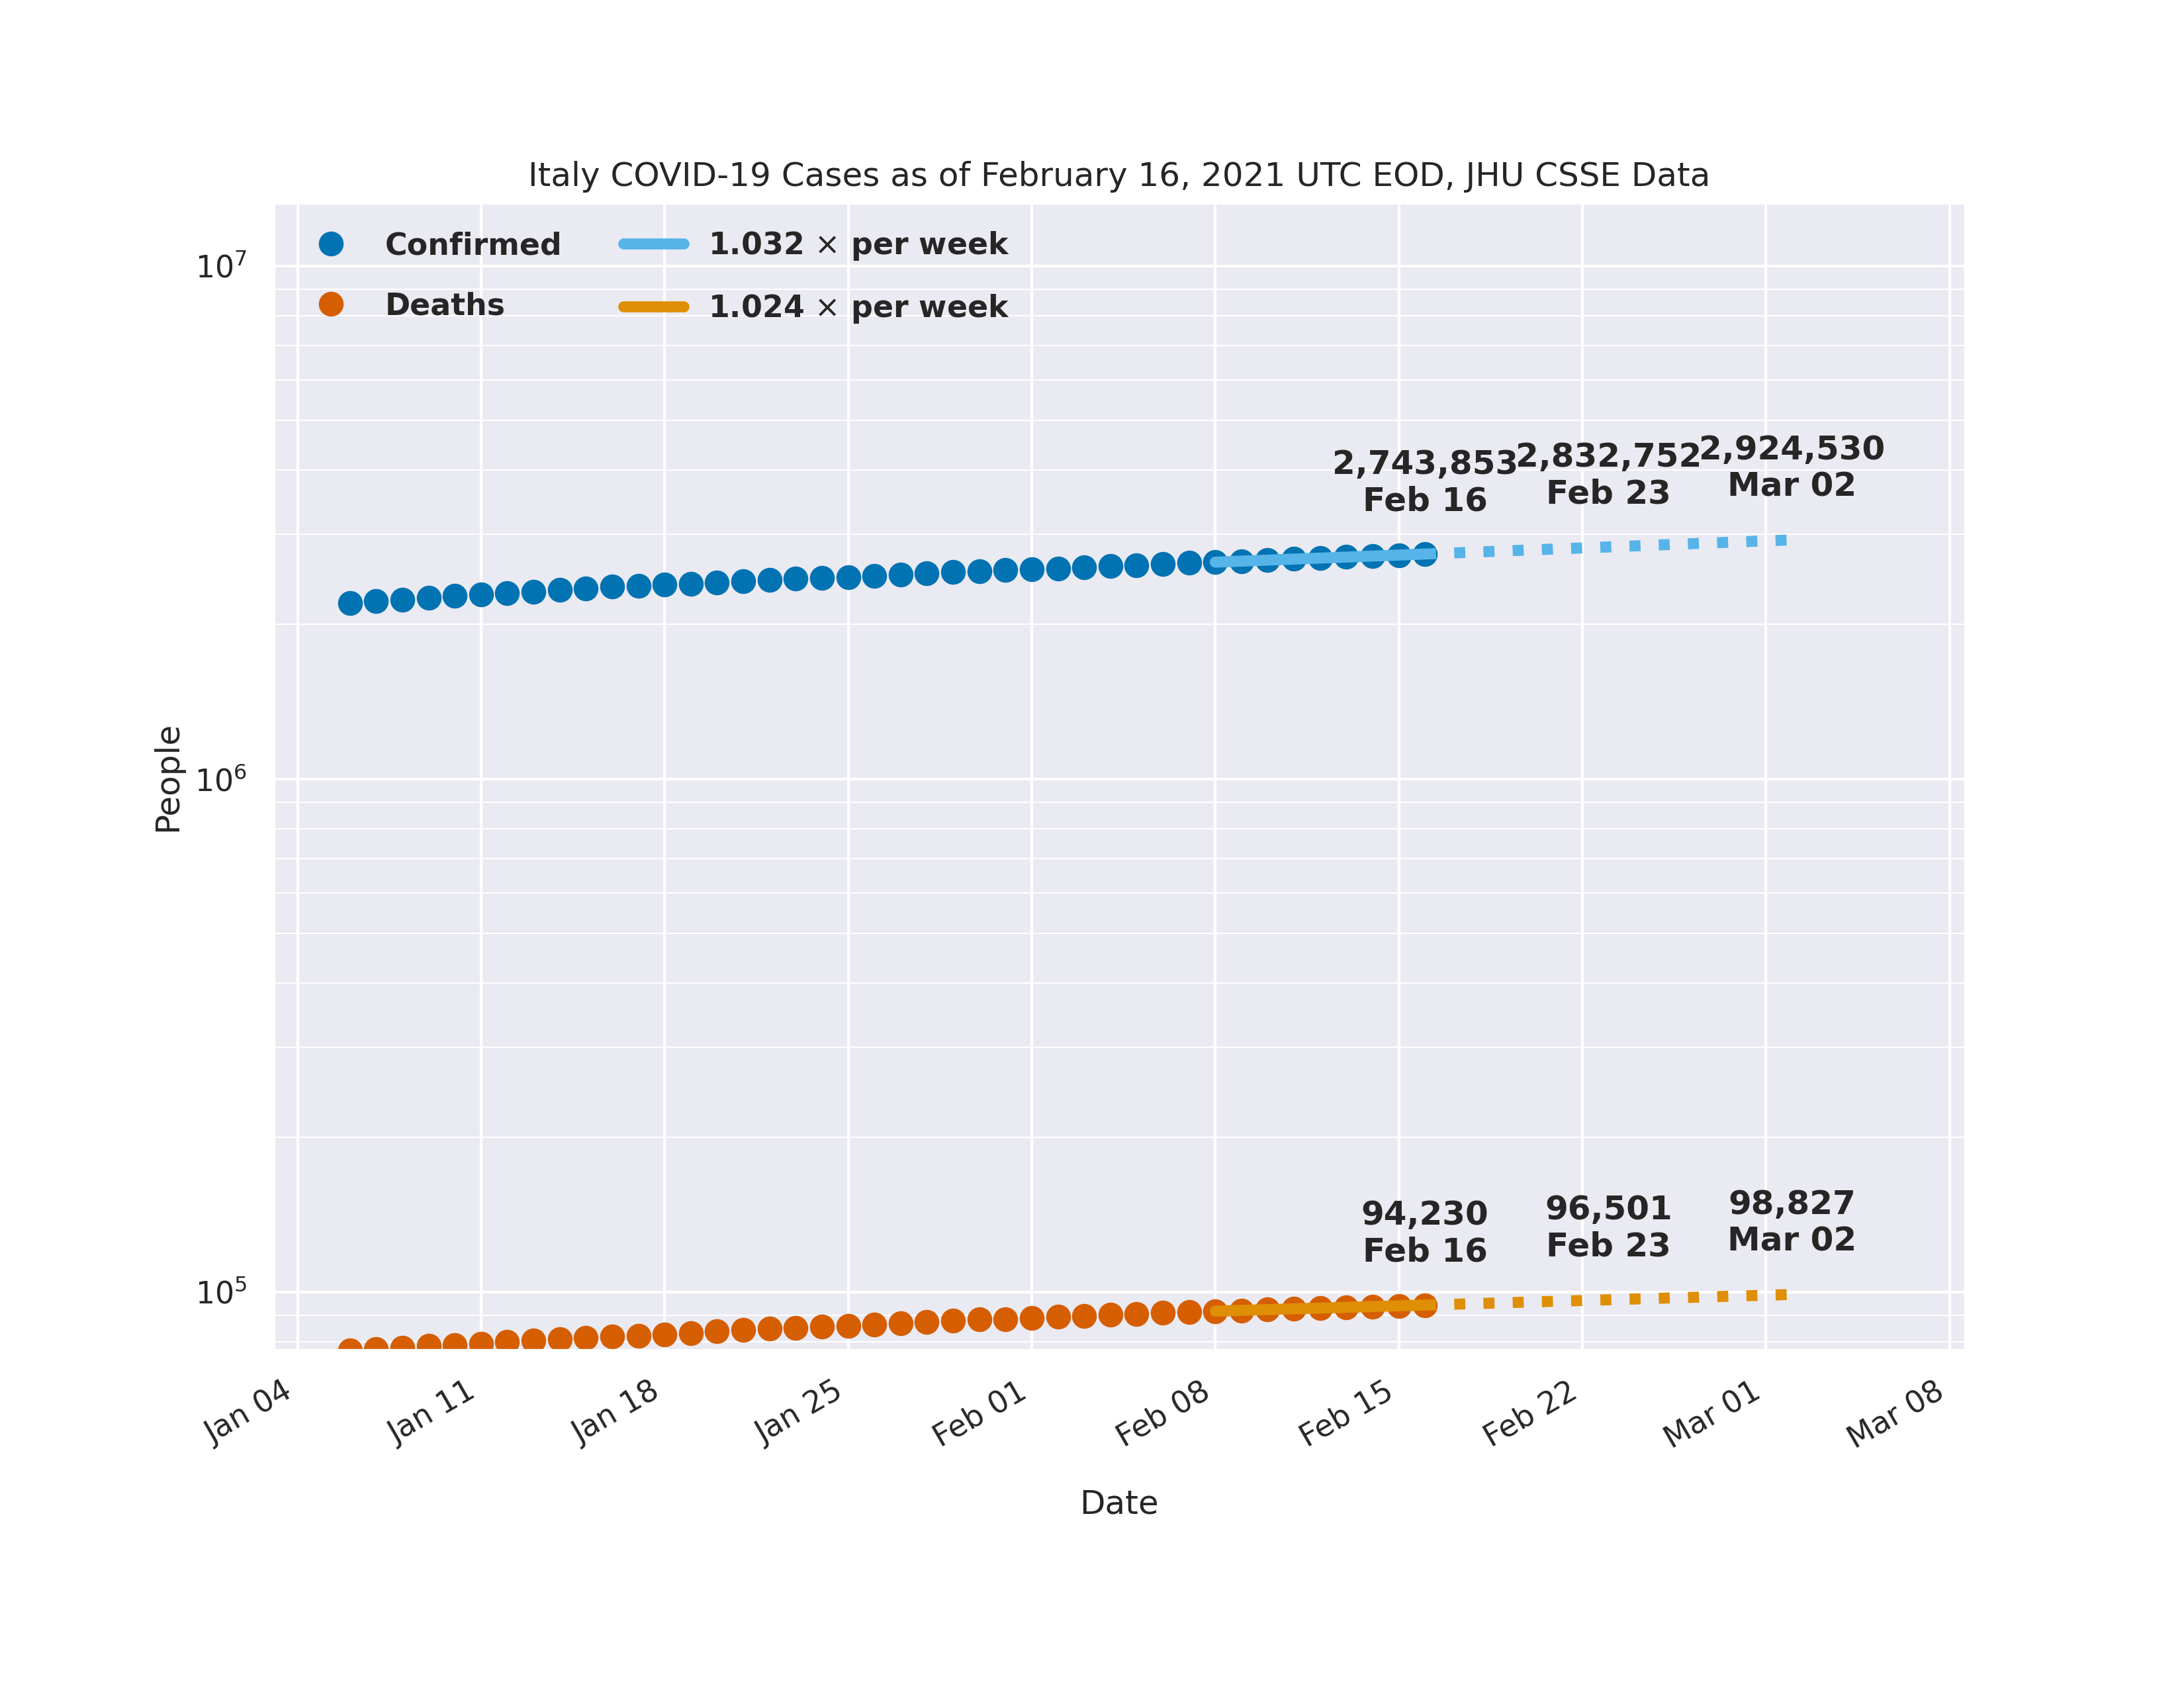 Italy COVID-19 Cases as of February 16, 2021 UTC EOD, JHU CSSE Data
Confirmed
Deaths
1.032 × per week
1.024 × per week
10⁷
10⁶
10⁵
People
2,743,853
Feb 16
2,832,752
Feb 23
2,924,530
Mar 02
94,230
Feb 16
96,501
Feb 23
98,827
Mar 02
Jan 04
Jan 11
Jan 18
Jan 25
Feb 01
Feb 08
Feb 15
Feb 22
Mar 01
Mar 08
Date